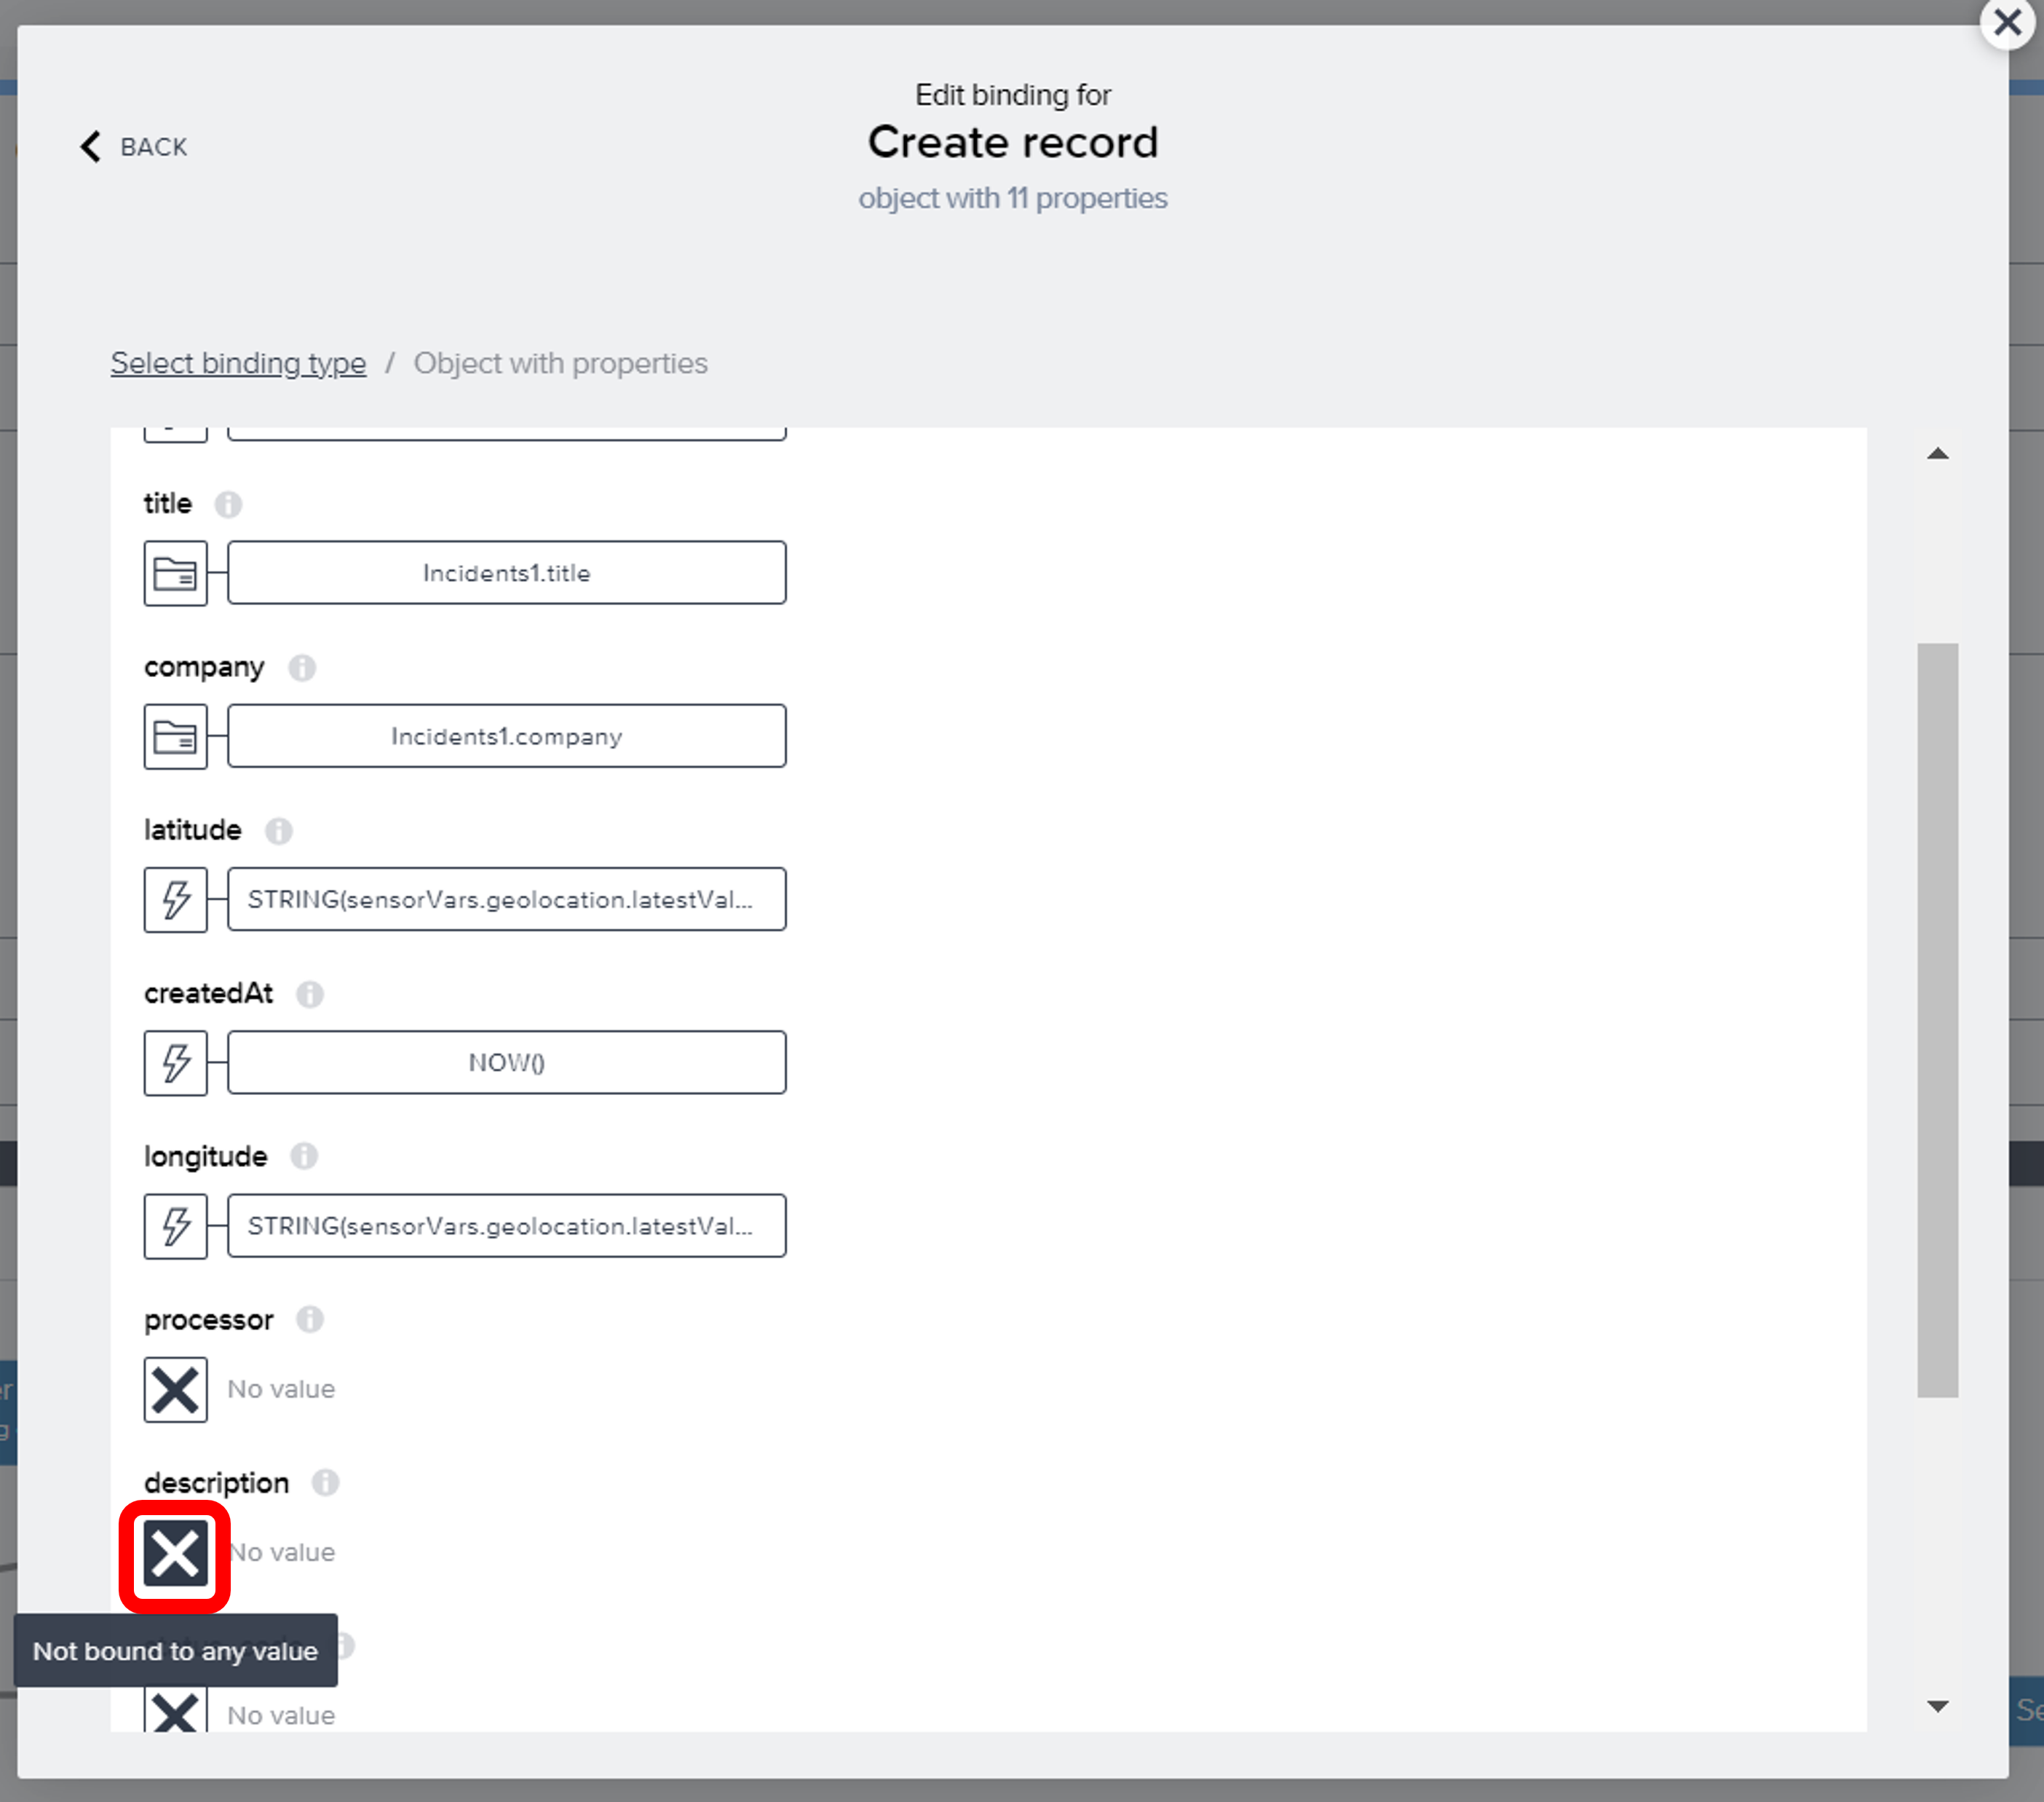 Edit binding for
BACK
Create record
object with 11 properties
Select binding type / Object with properties
title
Incidents1.title
company
Incidents1.company
latitude
STRING(sensorVars.geolocation.latestVal...
createdAt
NOW()
longitude
STRING(sensorVars.geolocation.latestVal...
processor
No value
description
No value
Not bound to any value
No value